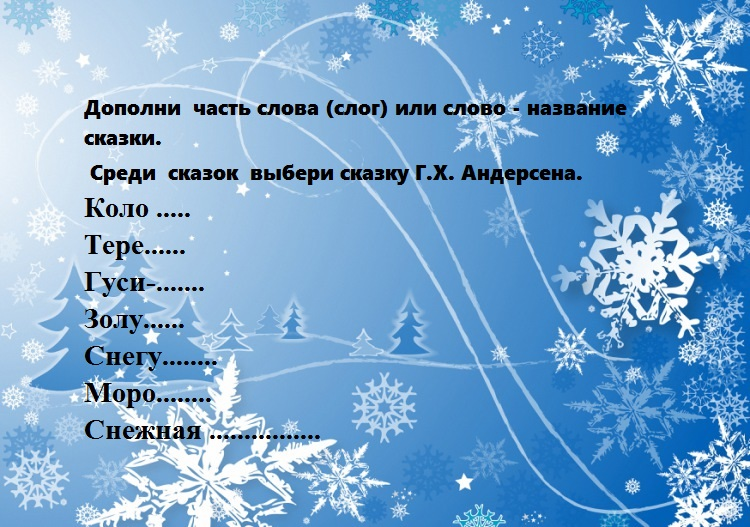 Дополни часть слова (слог) или слово - название
сказки.
Среди сказок выбери сказку Г.Х. Андерсена.
Коло .....
Тере......
Гуси-.......
Золу......
Снегу........
Моро........
Снежная ................